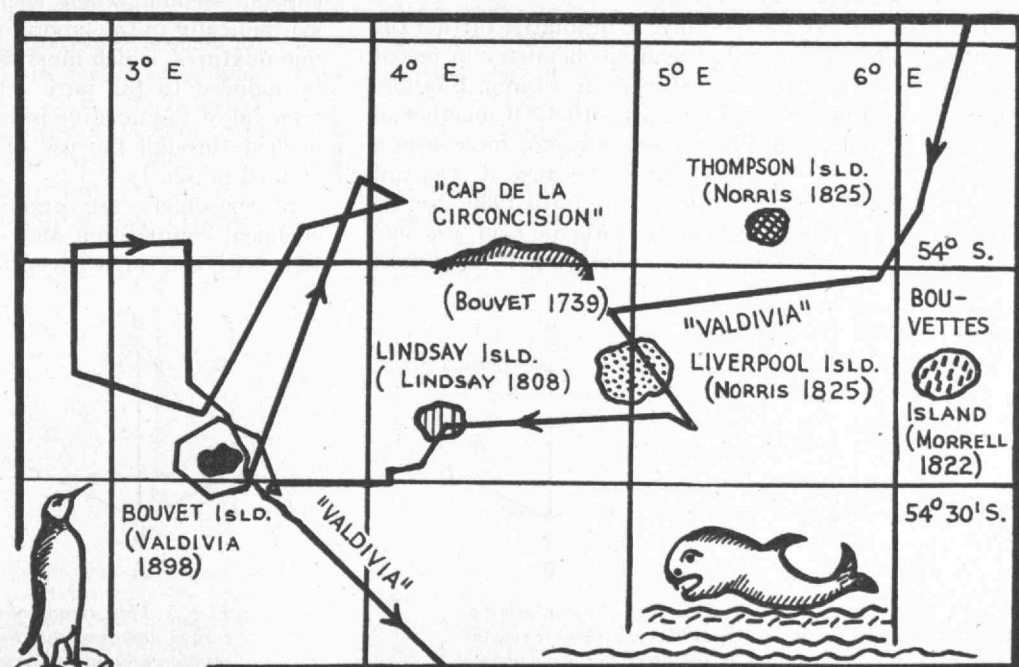 3° E
4° E
5° E
6° E
THOMPSON ISLD.
(NORRIS 1825)
"CAP DE LA
CIRCONCISION"
54° S.
(BOUVET 1739)
"VALDIVIA"
BOU-
VETTES
ISLAND
(MORRELL
1822)
LINDSAY ISLD.
( LINDSAY 1808)
LIVERPOOL ISLD.
(NORRIS 1825)
54° 30' S.
BOUVET ISLD.
(VALDIVIA
1898)
"VALDIVIA"